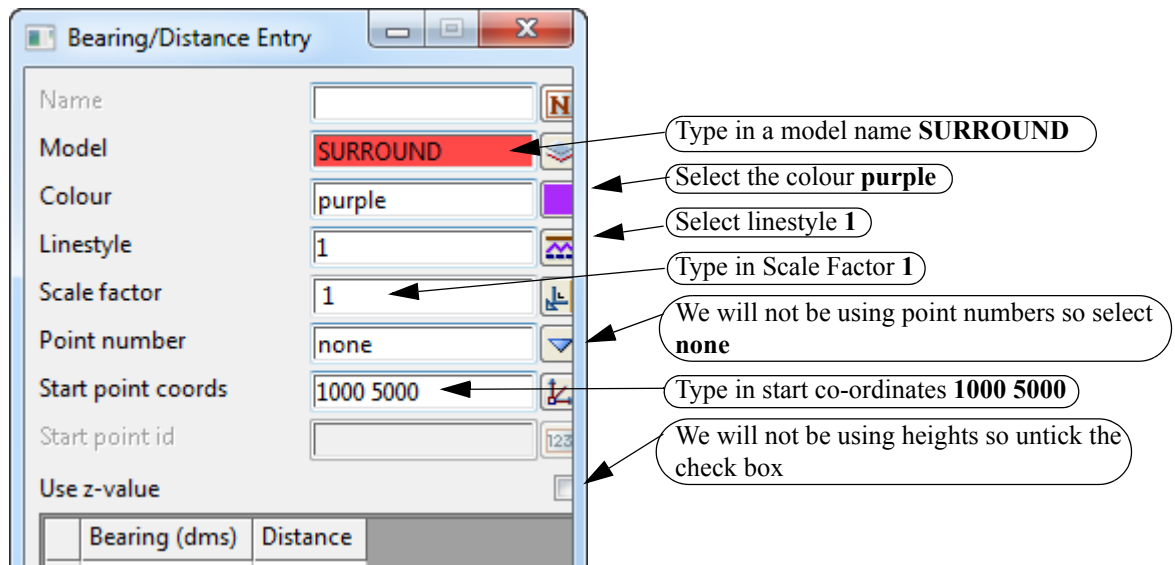 Bearing/Distance Entry
Name
N
Model
SURROUND
Type in a model name SURROUND
Colour
purple
Select the colour purple
Linestyle
1
Select linestyle 1
Scale factor
1
Type in Scale Factor 1
Point number
none
We will not be using point numbers so select
none
Start point coords
1000 5000
Type in start co-ordinates 1000 5000
Start point id
123
We will not be using heights so untick the
check box
Use z-value
Bearing (dms) Distance